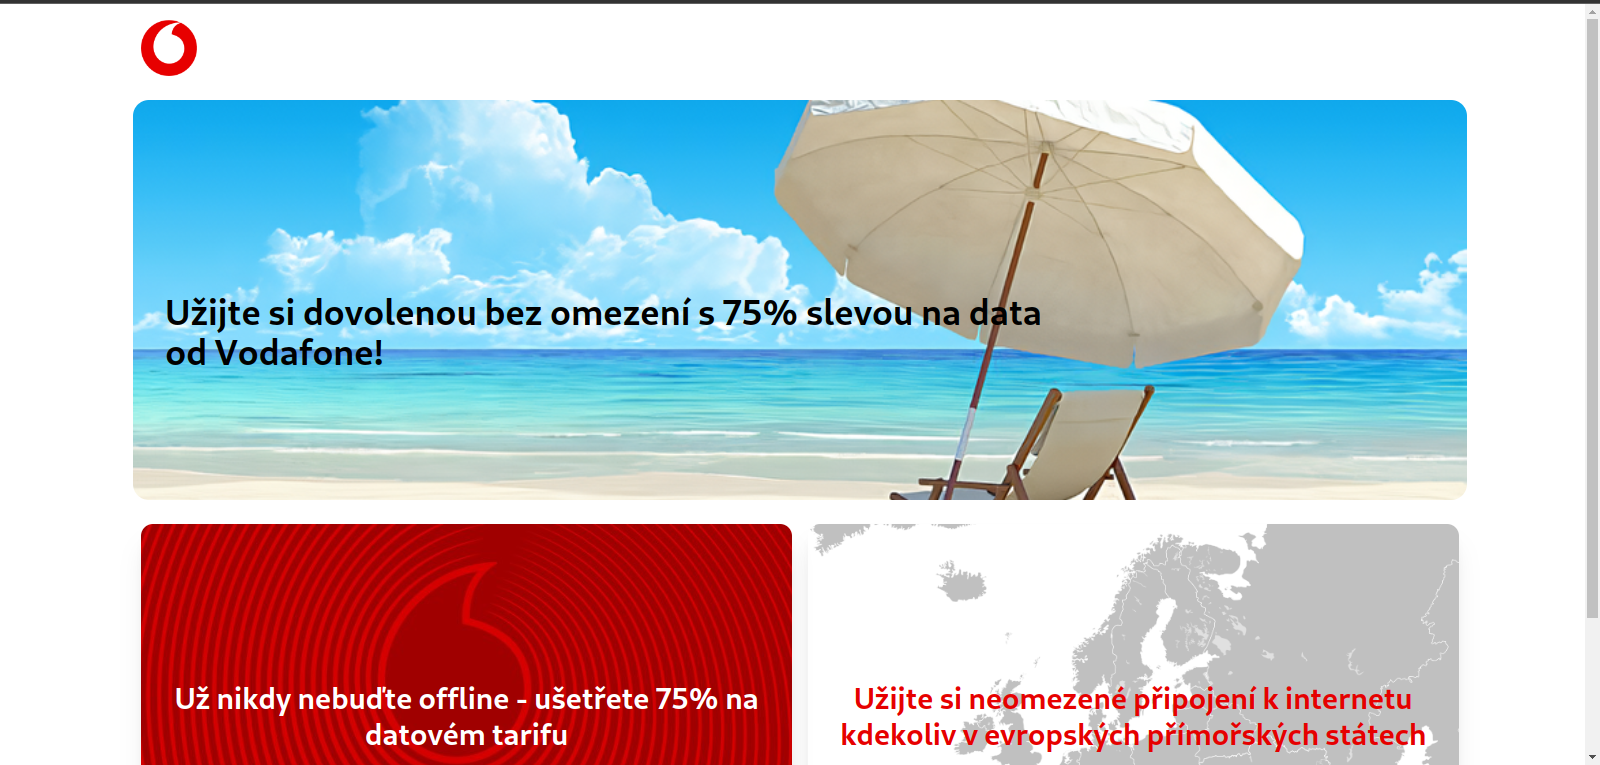 Užijte si dovolenou bez omezení s 75% slevou na data
od Vodafone!
Už nikdy nebuďte offline - ušetřete 75% na
datovém tarifu
Užijte si neomezené připojení k internetu
kdekoliv v evropských přímořských státech